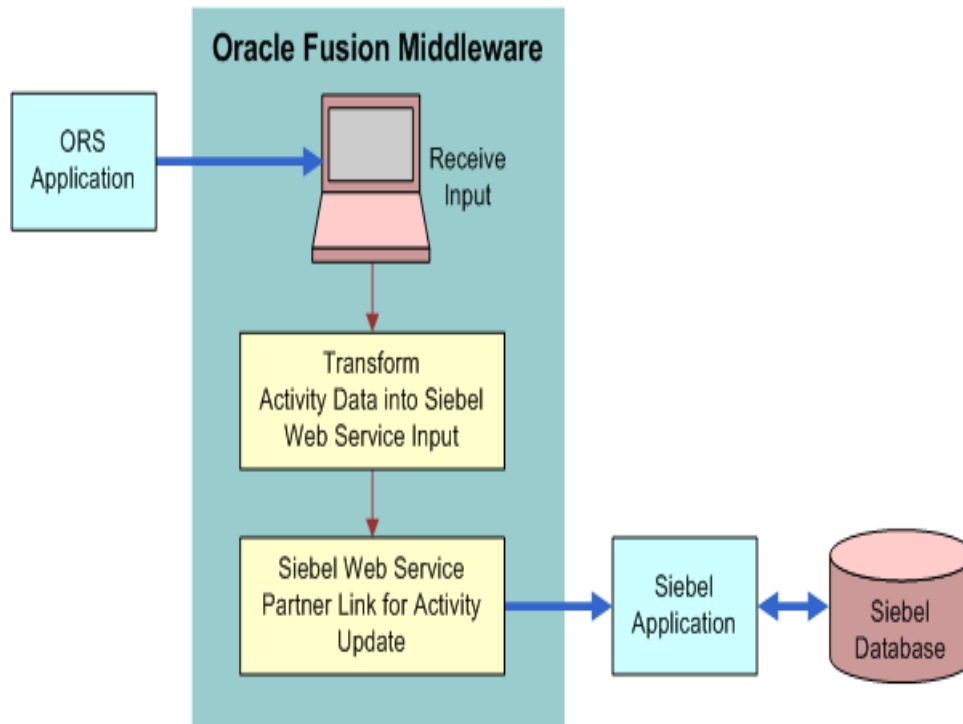 Oracle Fusion Middleware
ORS
Application
Receive
Input
Transform
Activity Data into Siebel
Web Service Input
Siebel Web Service
Partner Link for Activity
Update
Siebel
Application
Siebel
Database